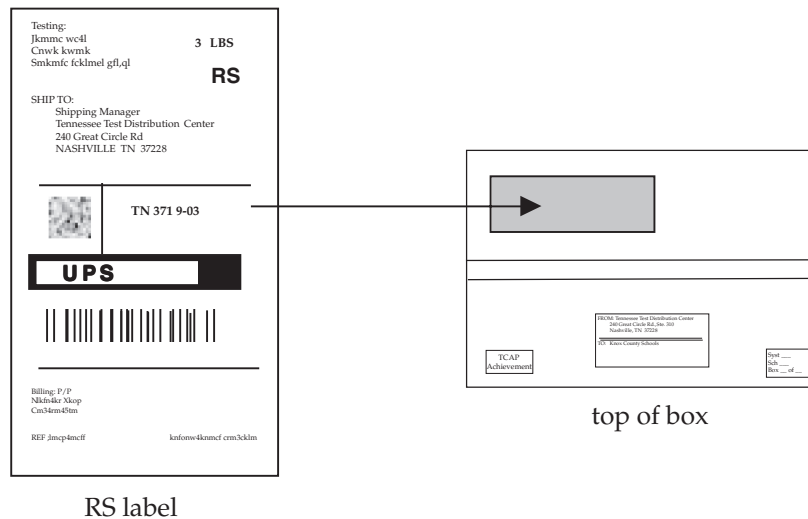 Testing:
Jkmmc wc4l
Cnwk kwmk
Smkmfc fcklmel gfl,ql
3 LBS
RS
SHIP TO:
Shipping Manager
Tennessee Test Distribution Center
240 Great Circle Rd
NASHVILLE TN 37228
TN 371 9-03
UPS
Billing: P/P
Nlkfn4kr Xkop
Cm34rm45tm
REF ;lmcp4mcff knfonw4knmcf crm3cklm
RS label
FROM: Tennessee Test Distribution Center
240 Great Circle Rd., Ste. 310
Nashville, TN 37228
TO: Knox County Schools
TCAP
Achievement
Syst ___
Sch ___
Box __ of __
top of box